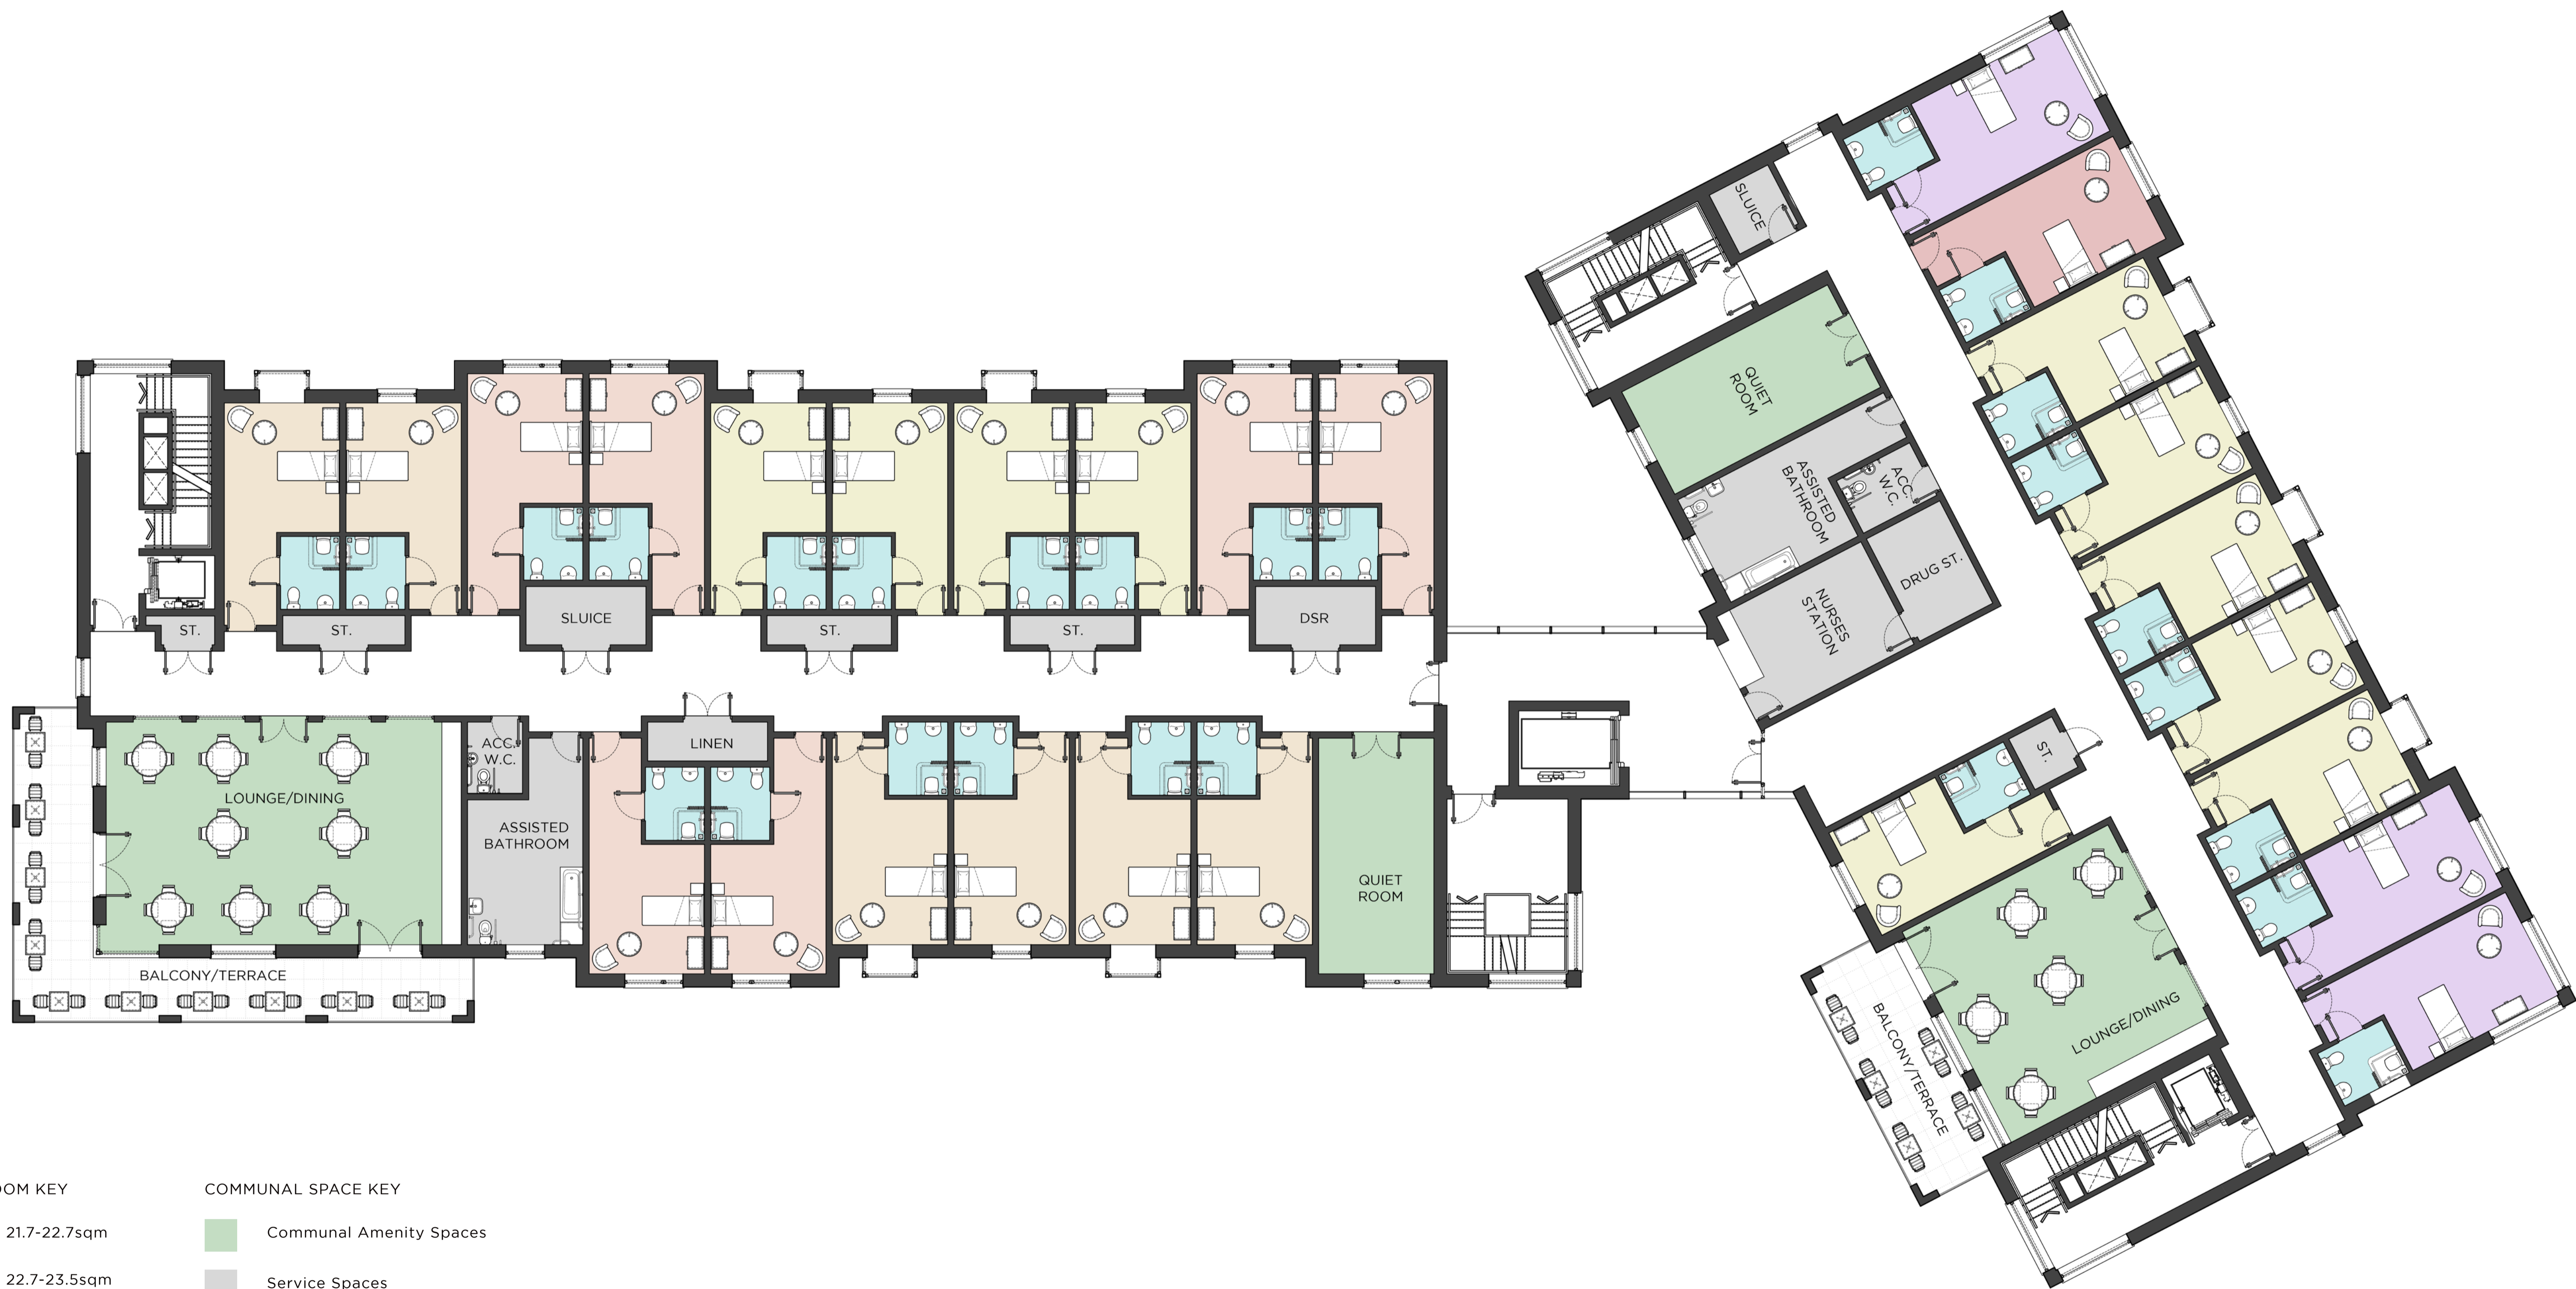 SLUICE
QUIET
ROOM
ASSISTED
BATHROOM
ACC.
W.C.
DRUG ST.
NURSES
STATION
ST.
ST.
SLUICE
ST.
ST.
DSR
LINEN
ACC.
W.C.
LOUNGE/DINING
ASSISTED
BATHROOM
QUIET
ROOM
BALCONY/TERRACE
ST.
LOUNGE/DINING
BALCONY/TERRACE
OM KEY
COMMUNAL SPACE KEY
21.7-22.7sqm
Communal Amenity Spaces
22.7-23.5sqm
Service Spaces